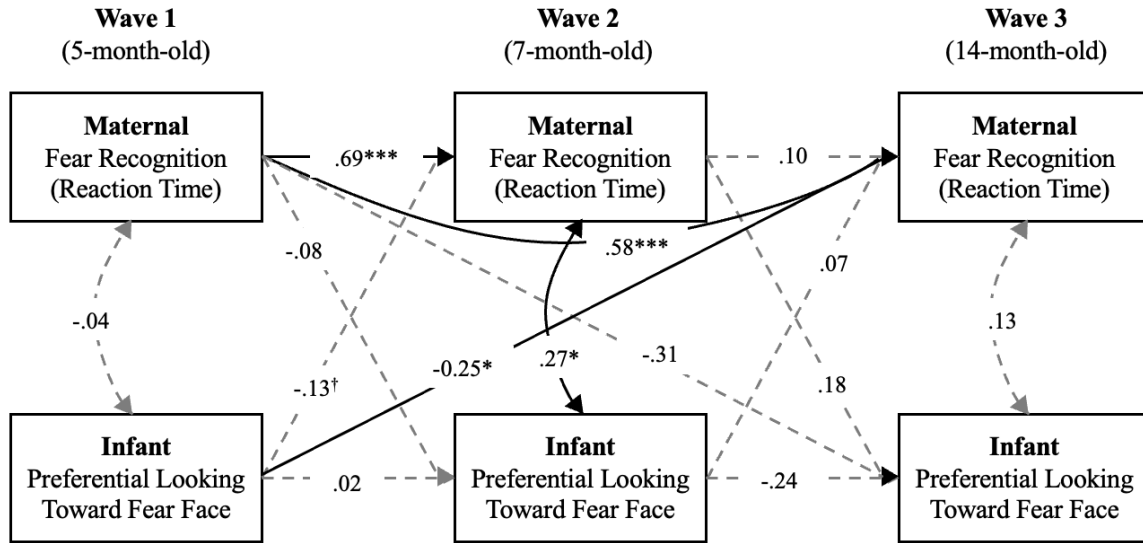 Wave 1
(5-month-old)
Wave 2
(7-month-old)
Wave 3
(14-month-old)
Maternal
Fear Recognition
(Reaction Time)
Maternal
Fear Recognition
(Reaction Time)
Maternal
Fear Recognition
(Reaction Time)
.69***
.10
-.08
.58***
.07
-.04
.13
-.31
-0.25*
.27*
-.13†
.18
Infant
Preferential Looking
Toward Fear Face
Infant
Preferential Looking
Toward Fear Face
Infant
Preferential Looking
Toward Fear Face
.02
-.24